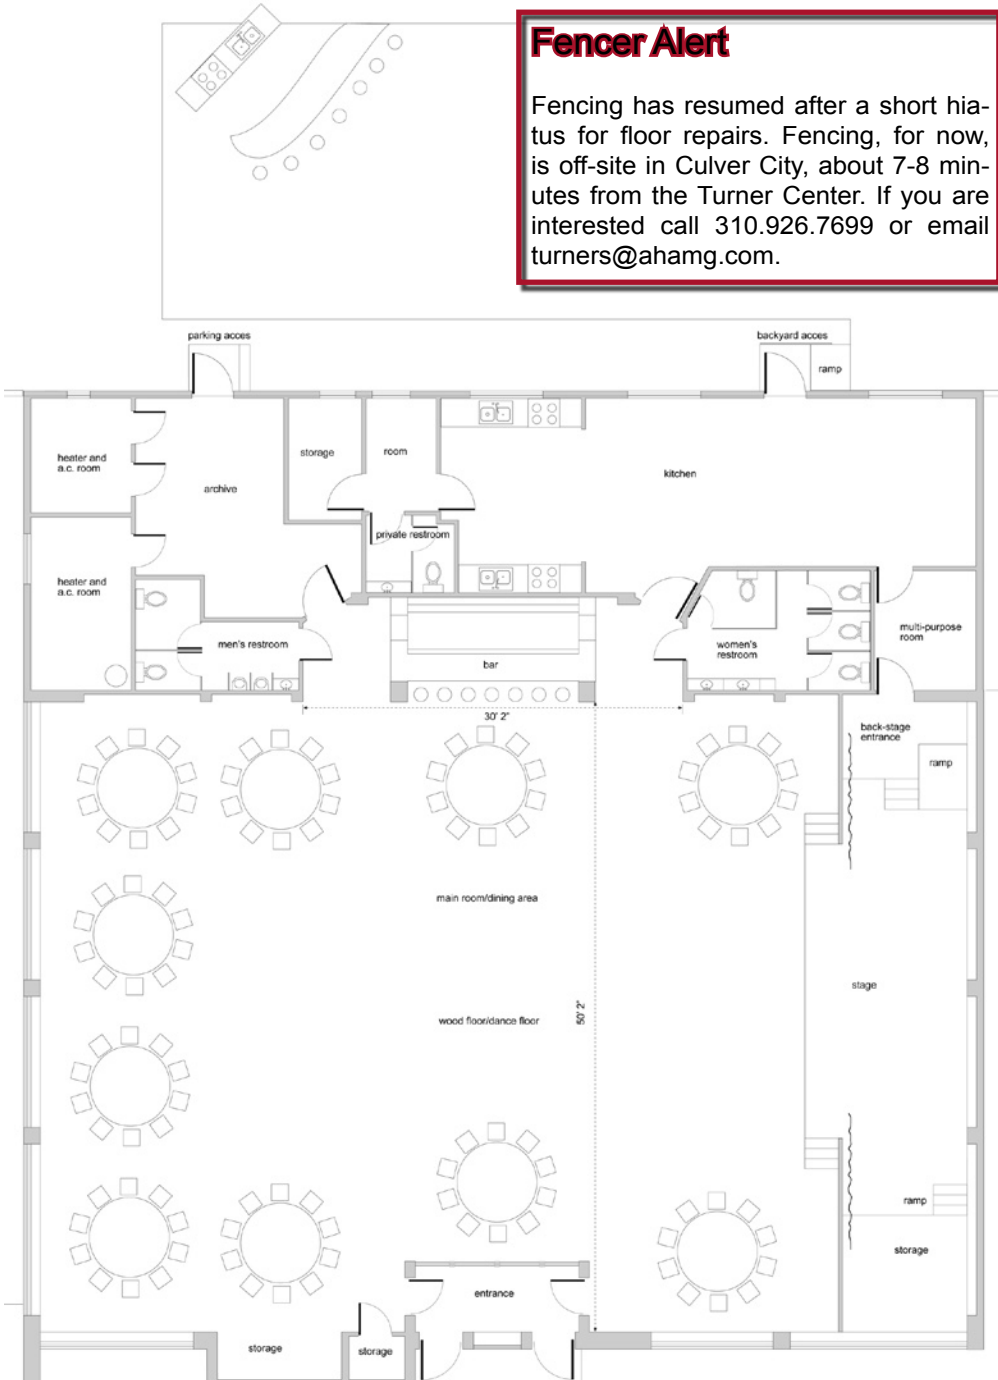 Fencer Alert
Fencing has resumed after a short hia-
tus for floor repairs. Fencing, for now,
is off-site in Culver City, about 7-8 min-
utes from the Turner Center. If you are
interested call 310.926.7699 or email
turners@ahamg.com.
parking acces
backyard acces
ramp
heater and
a.c. room
archive
storage
room
kitchen
private restroom
heater and
a.c. room
men's restroom
bar
women's
restroom
multi-purpose
room
30' 2"
back-stage
entrance
ramp
main room/dining area
stage
wood floor/dance floor
50' 2"
ramp
storage
entrance
storage
storage